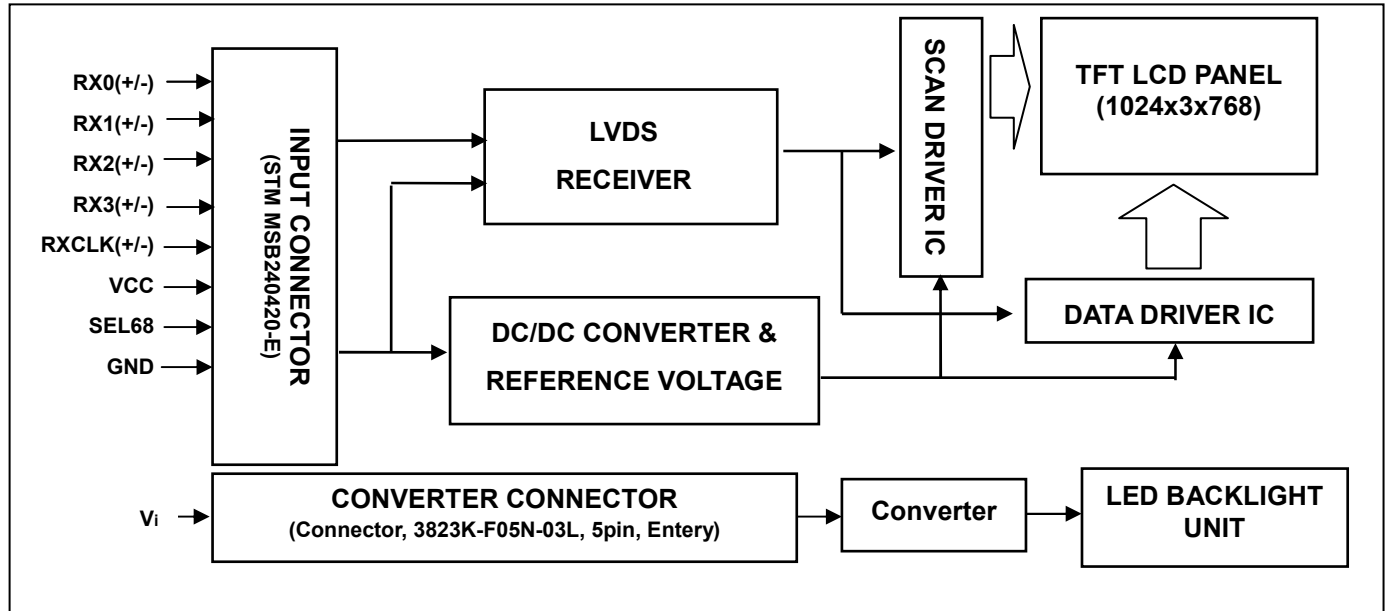 RX0(+/-)
RX1(+/-)
RX2(+/-)
RX3(+/-)
RXCLK(+/-)
VCC
SEL68
GND
INPUT CONNECTOR
(STM MSB240420-E)
LVDS
RECEIVER
DC/DC CONVERTER &
REFERENCE VOLTAGE
SCAN DRIVER IC
TFT LCD PANEL
(1024x3x768)
DATA DRIVER IC
Vi
CONVERTER CONNECTOR
(Connector, 3823K-F05N-03L, 5pin, Entery)
Converter
LED BACKLIGHT
UNIT